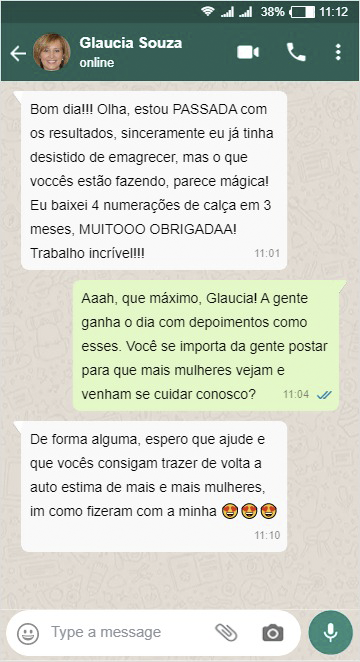 38% 11:12
Glaucia Souza
online
Bom dia!!! Olha, estou PASSADA com
os resultados, sinceramente eu já tinha
desistido de emagrecer, mas o que
voccês estão fazendo, parece mágica!
Eu baixei 4 numerações de calça em 3
meses, MUITOOO OBRIGADAA!
Trabalho incrível!!!
11:01
Aaah, que máximo, Glaucia! A gente
ganha o dia com depoimentos como
esses. Você se importa da gente postar
para que mais mulheres vejam e
venham se cuidar conosco?
11:04
De forma alguma, espero que ajude e
que vocês consigam trazer de volta a
auto estima de mais e mais mulheres,
im como fizeram com a minha 😍😍😍
11:10
Type a message